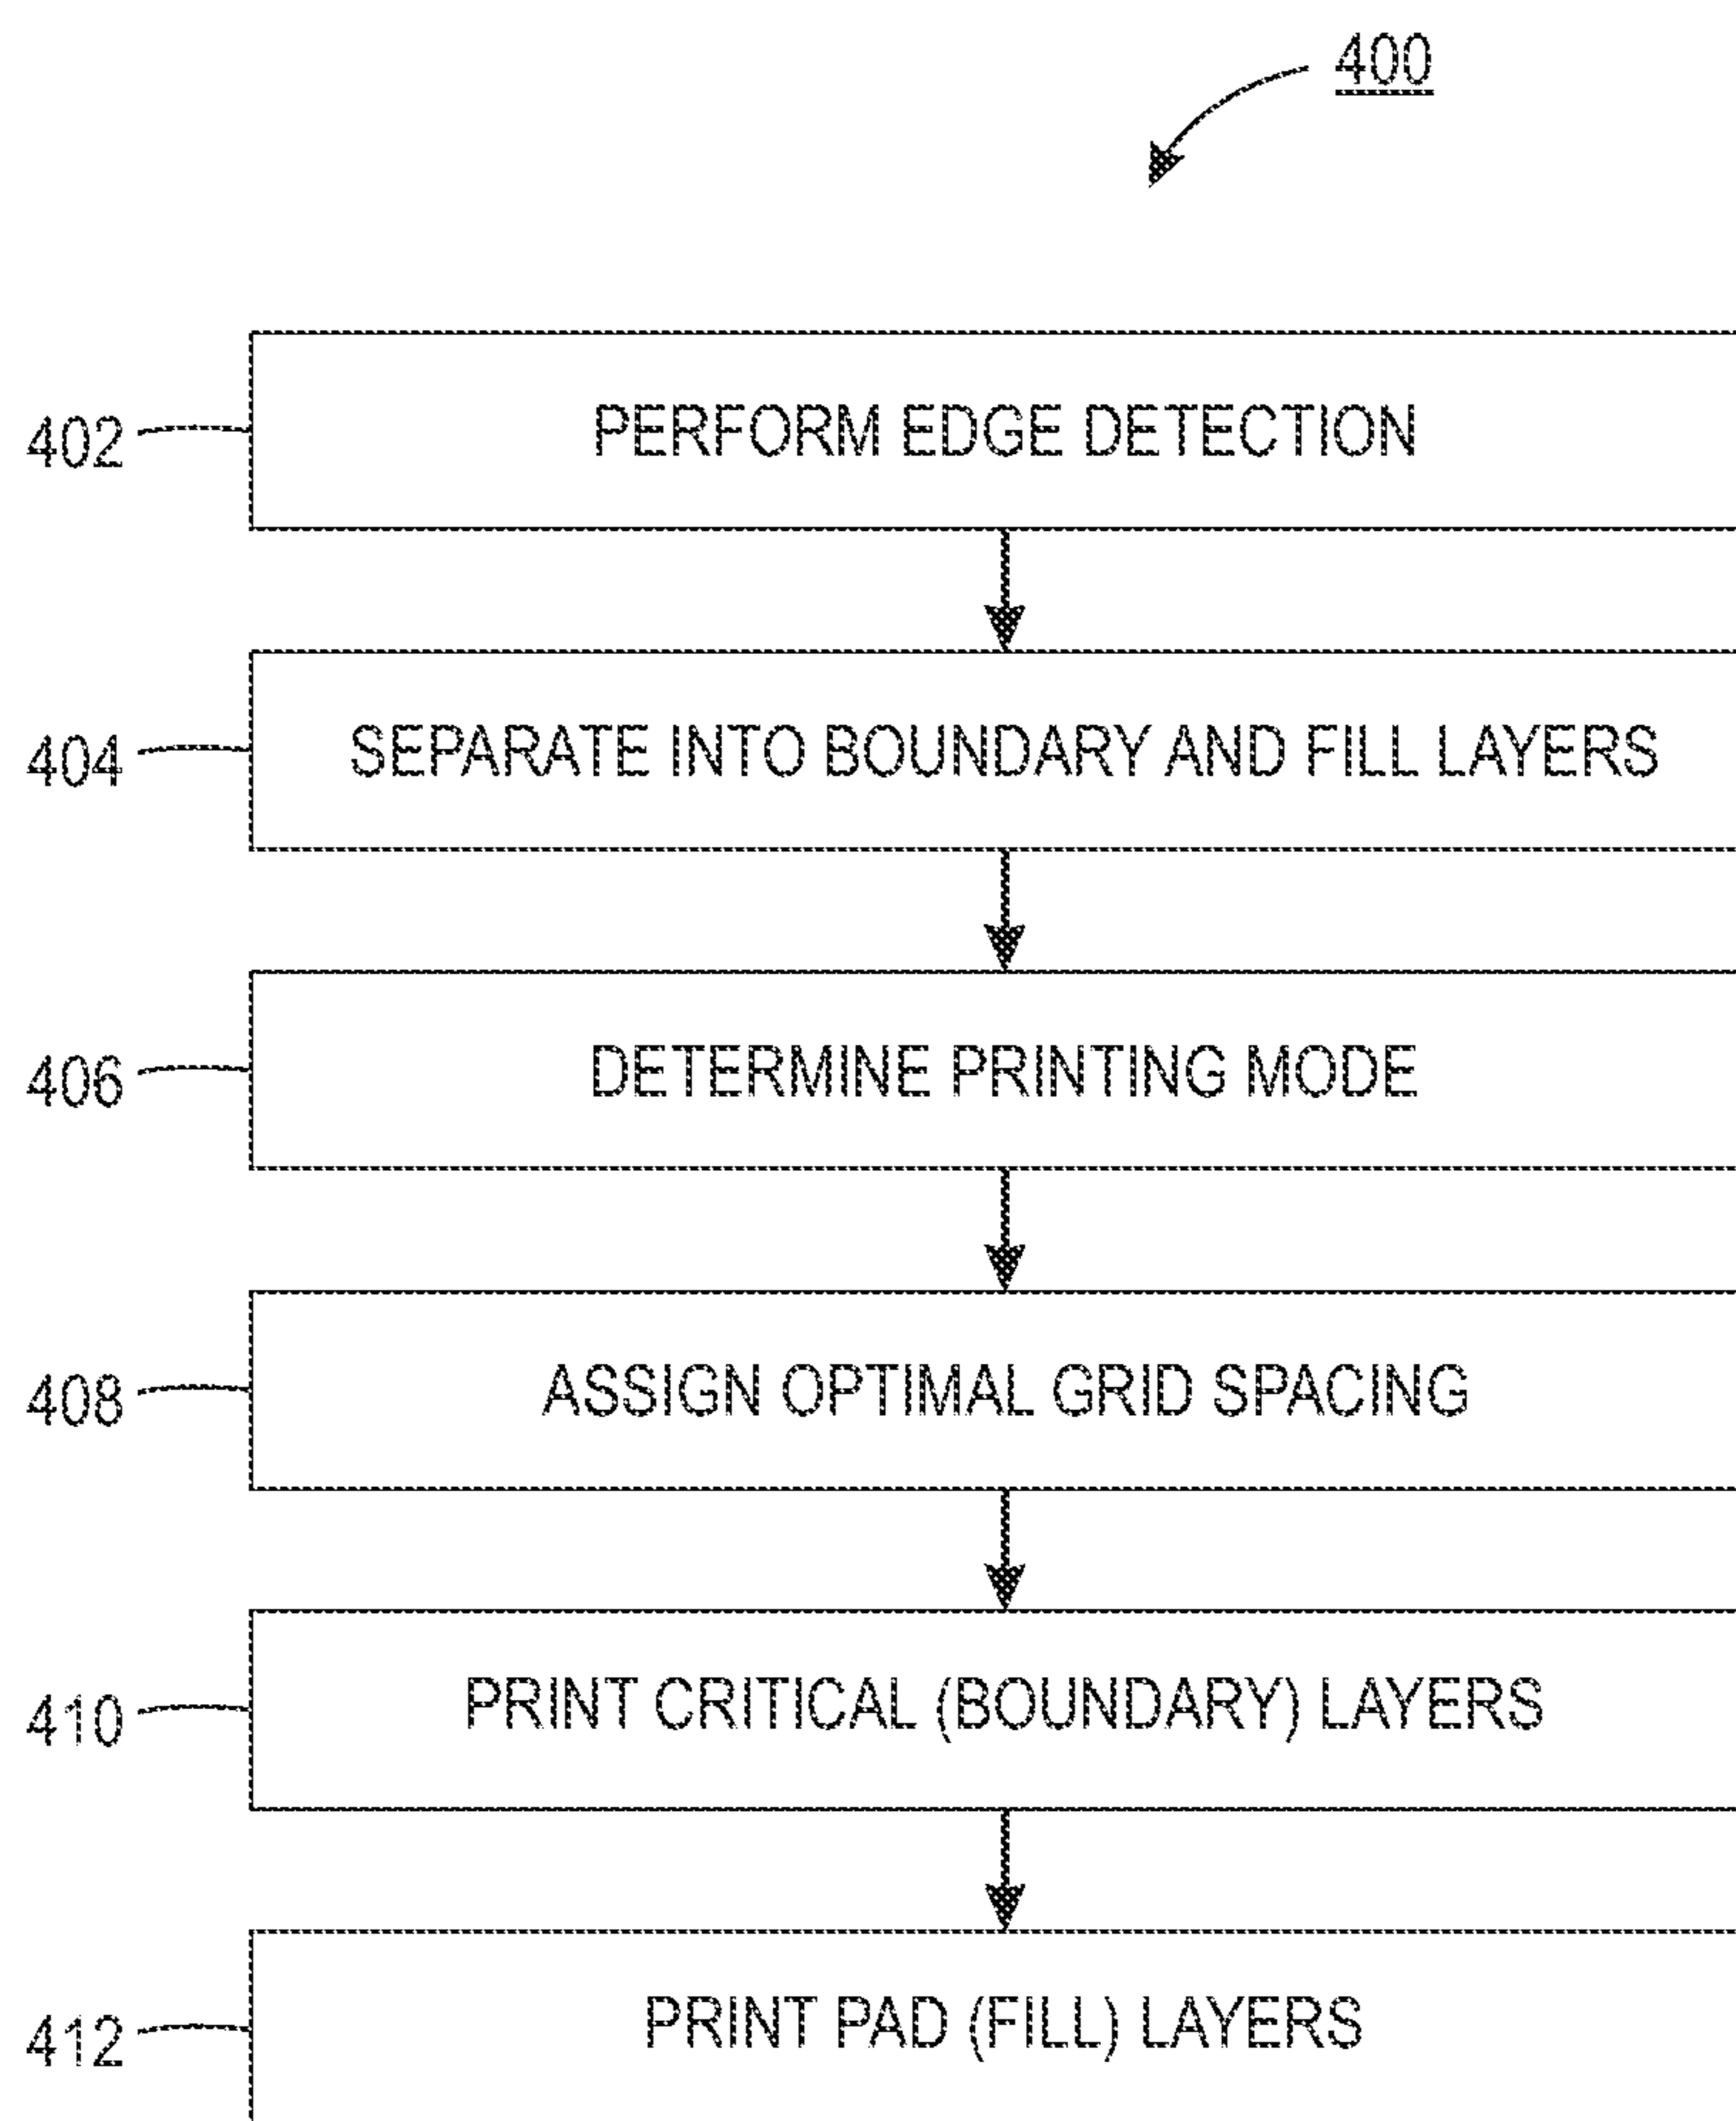 400
402
PERFORM EDGE DETECTION
404
SEPARATE INTO BOUNDARY AND FILL LAYERS
406
DETERMINE PRINTING MODE
408
ASSIGN OPTIMAL GRID SPACING
410
PRINT CRITICAL (BOUNDARY) LAYERS
412
PRINT PAD (FILL) LAYERS